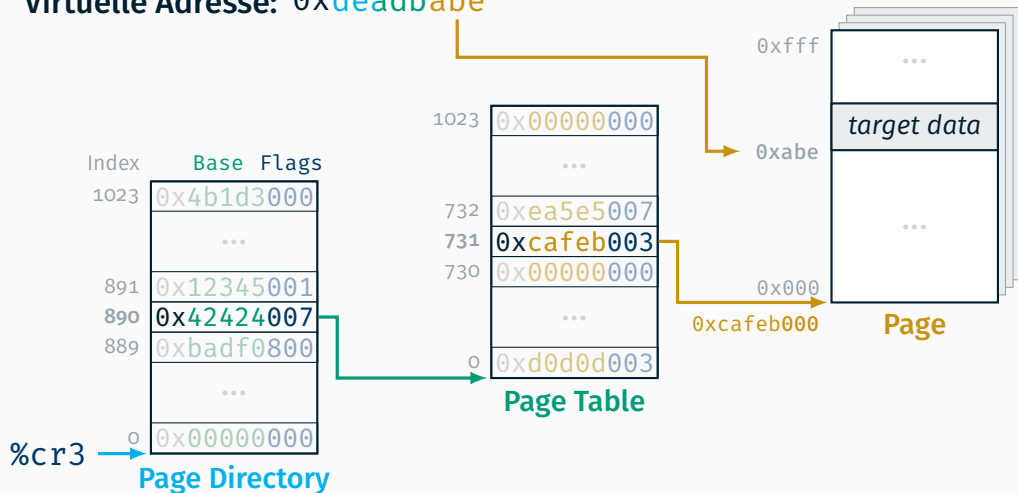 Virtuelle Adresse: 0xdeadbabe
0xfff
...
target data
0xabe
...
0x000
0xcafeb000
Page
1023 0x00000000
...
732 0xea5e5007
731 0xcafeb003
730 0x00000000
...
0 0xd0d0d003
Page Table
Index Base Flags
1023 0x4b1d3000
...
891 0x12345001
890 0x42424007
889 0xbadf0800
...
0 0x00000000
%cr3
Page Directory